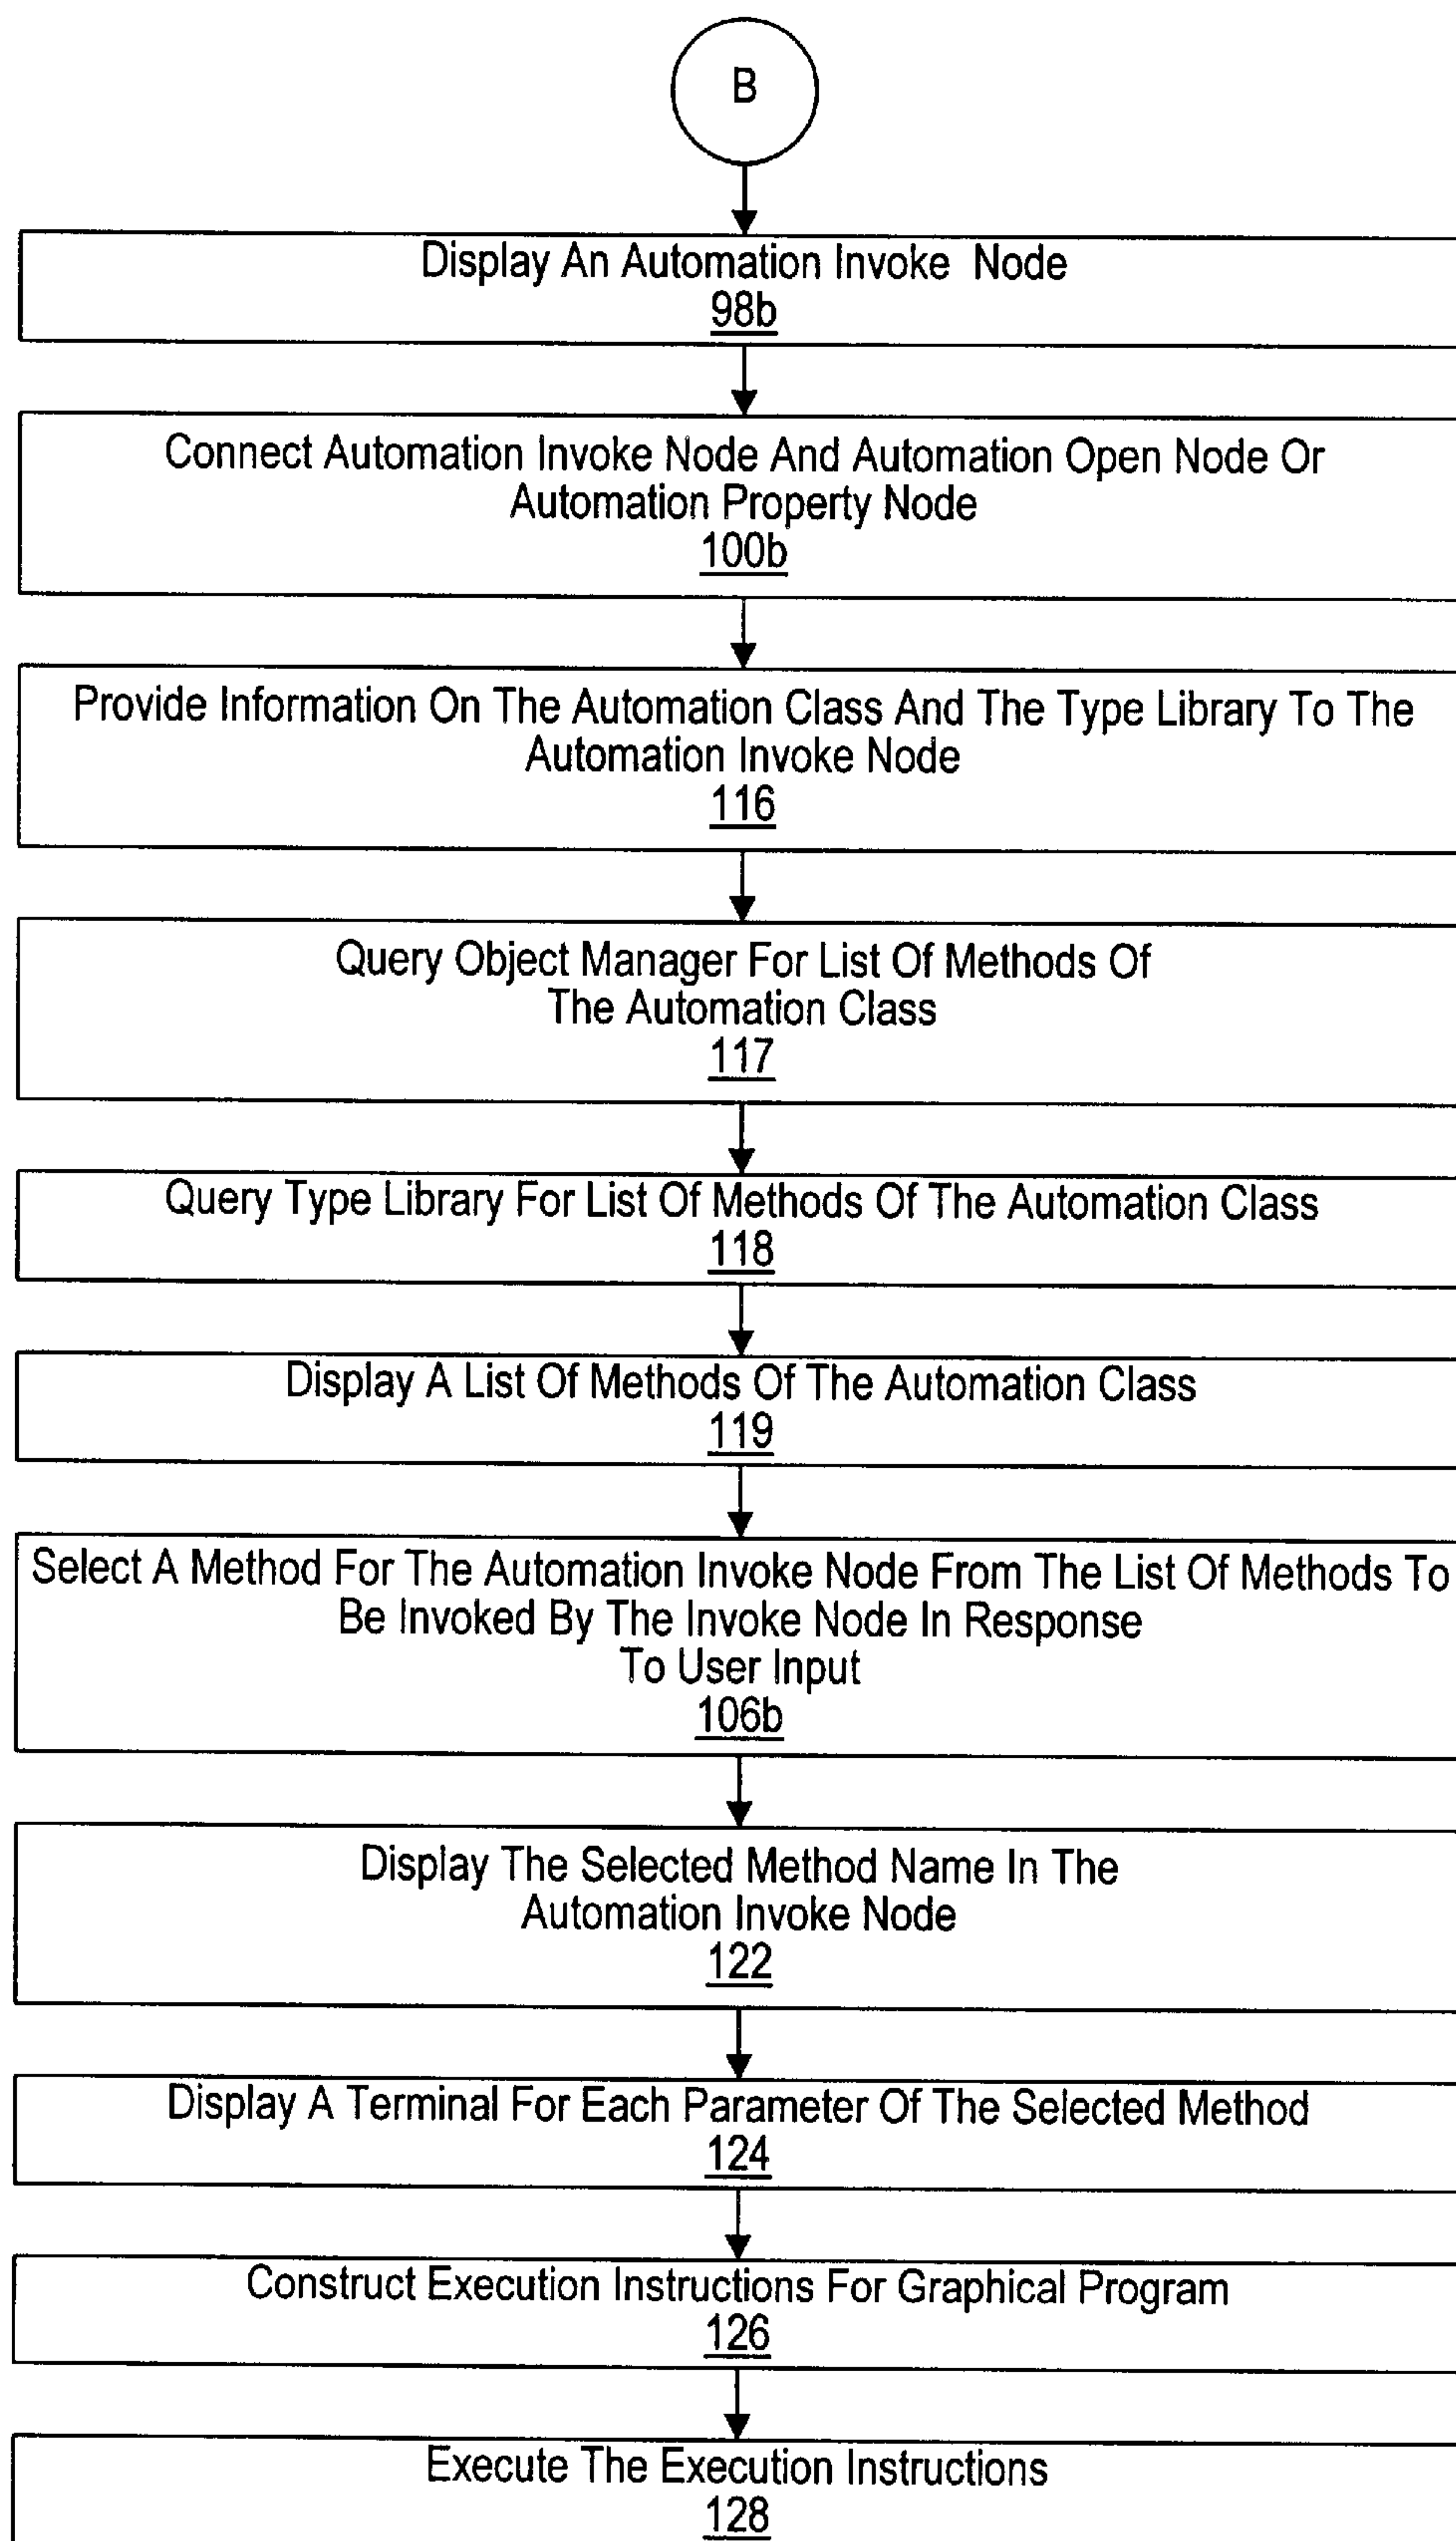 B
Display An Automation Invoke Node
98b
Connect Automation Invoke Node And Automation Open Node Or
Automation Property Node
100b
Provide Information On The Automation Class And The Type Library To The
Automation Invoke Node
116
Query Object Manager For List Of Methods Of
The Automation Class
117
Query Type Library For List Of Methods Of The Automation Class
118
Display A List Of Methods Of The Automation Class
119
Select A Method For The Automation Invoke Node From The List Of Methods To
Be Invoked By The Invoke Node In Response
To User Input
106b
Display The Selected Method Name In The
Automation Invoke Node
122
Display A Terminal For Each Parameter Of The Selected Method
124
Construct Execution Instructions For Graphical Program
126
Execute The Execution Instructions
128